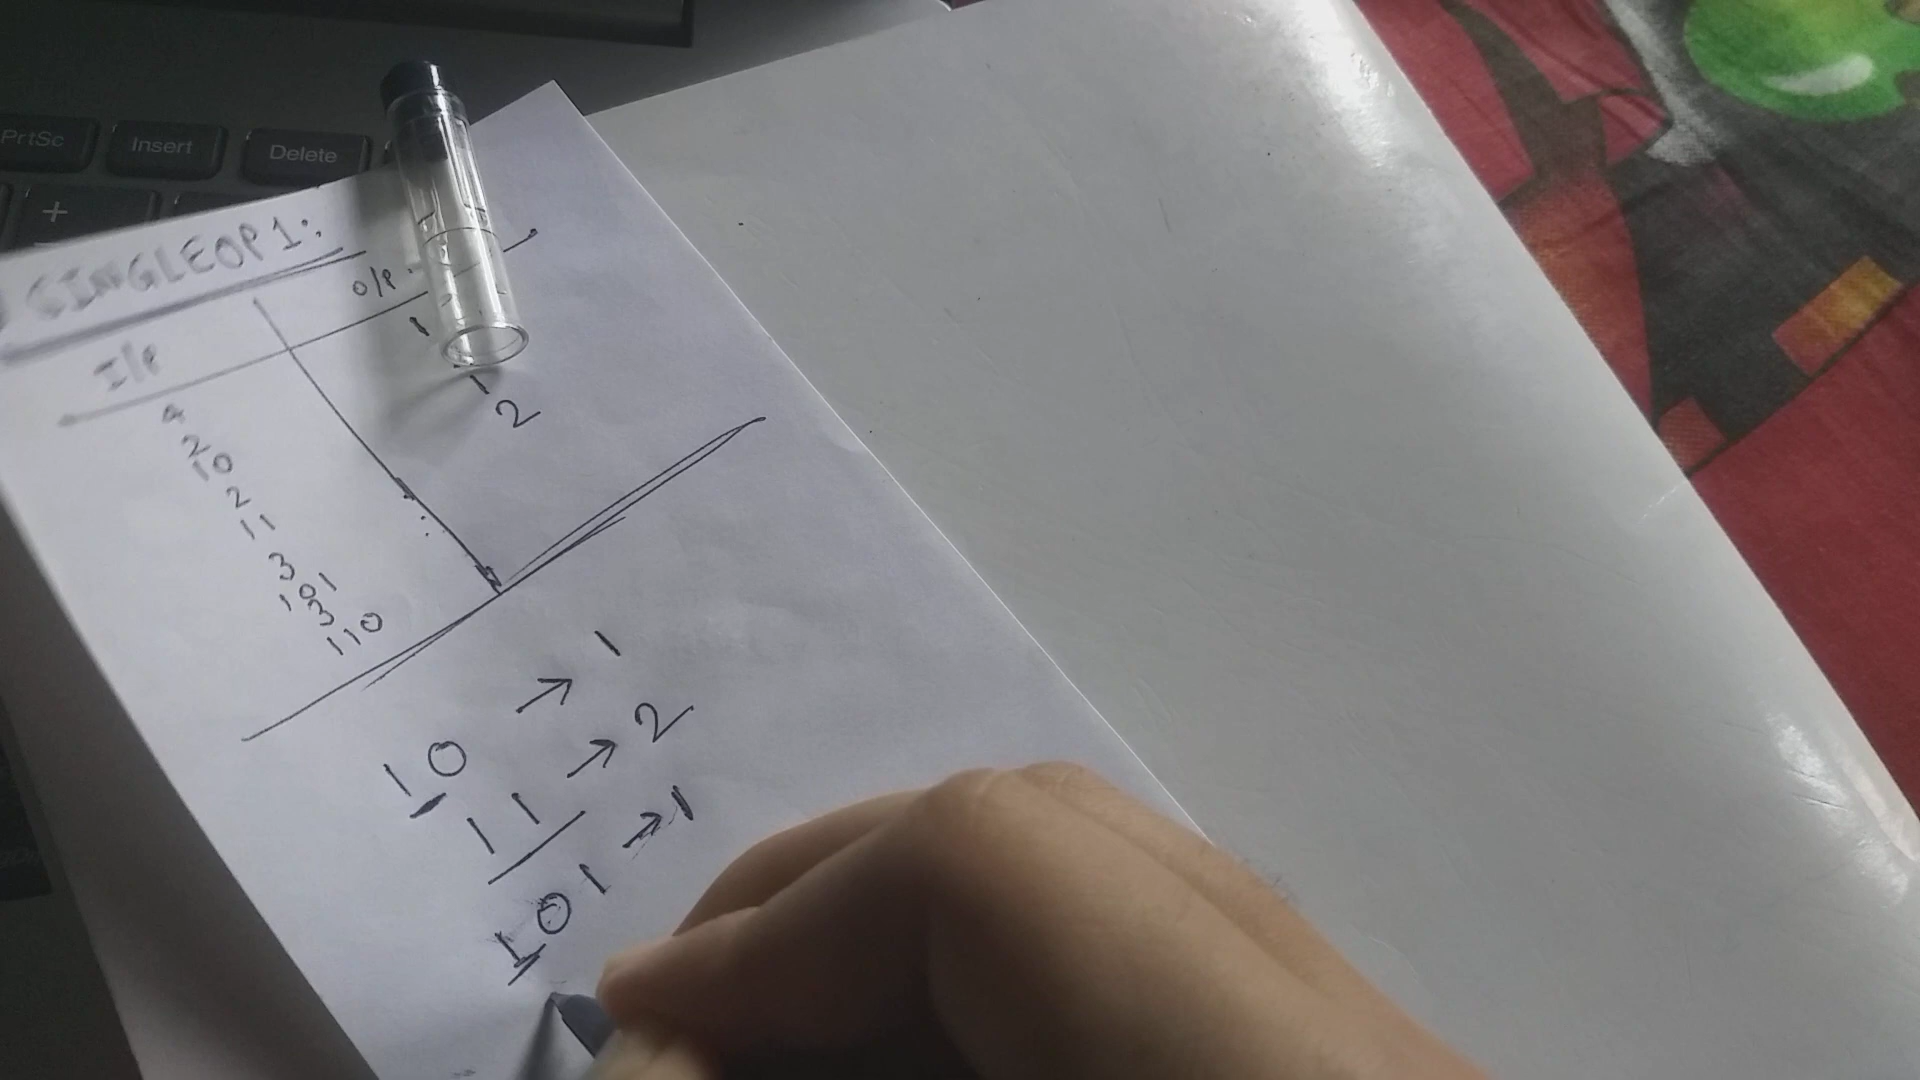 PrtSc
Insert
Delete
+
SINGLEOP1:
I/P
O/P
4
2
10
2
11
3
101
3
110
1
1
2
10 → 1
11 → 2
101 → 1